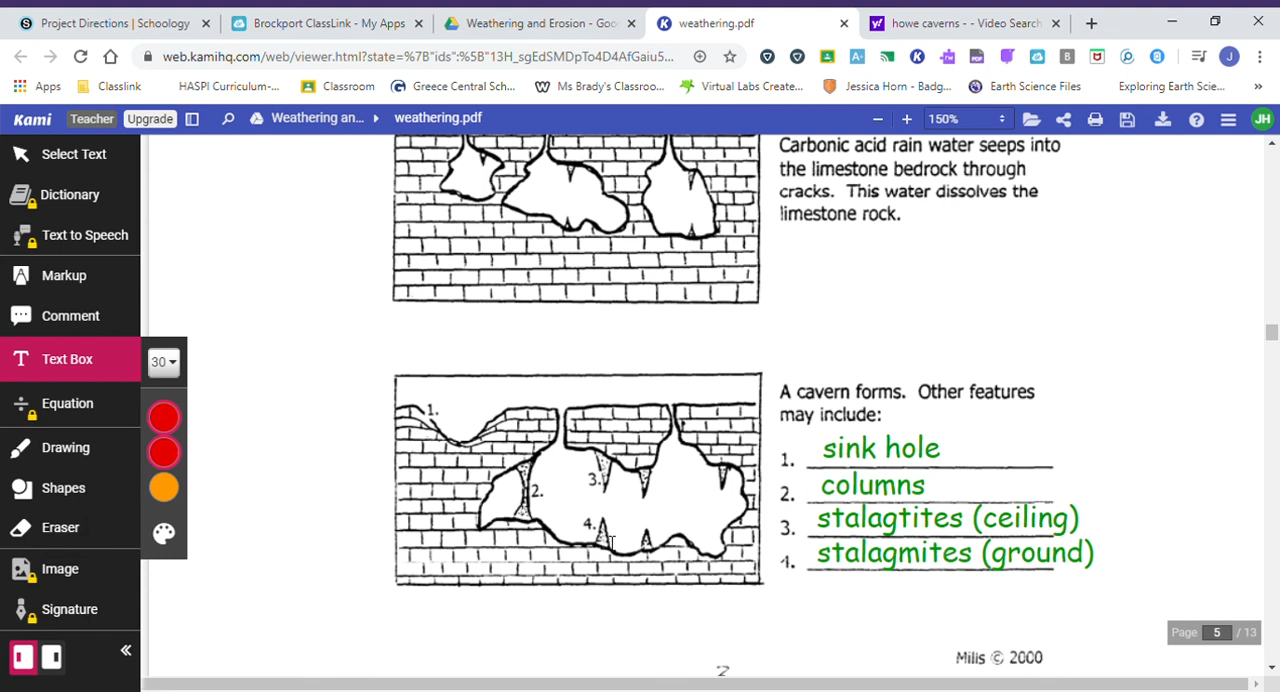 Project Directions | Schoology
Brockport ClassLink - My Apps
Weathering and Erosion - Goo
weathering.pdf
howe caverns - - Video Search
web.kamihq.com/web/viewer.html?state=%7B"ids":%5B"13H_sgEdSMDpTo4D4AfGaiu5...
Apps
Classlink
HASPI Curriculum-...
Classroom
Greece Central Sch...
Ms Brady's Classroo...
Virtual Labs Create...
Jessica Horn - Badg...
Earth Science Files
Exploring Earth Scie...
Kami
Teacher
Upgrade
Weathering an...
weathering.pdf
150%
JH
Select Text
Dictionary
Text to Speech
Markup
Comment
Text Box
30
Equation
Drawing
Shapes
Eraser
Image
Signature
Carbonic acid rain water seeps into
the limestone bedrock through
cracks. This water dissolves the
limestone rock.
1.
2.
3.
4.
A cavern forms. Other features
may include:
1. sink hole
2. columns
3. stalagtites (ceiling)
4. stalagmites (ground)
Page 5 / 13
Milis © 2000
2